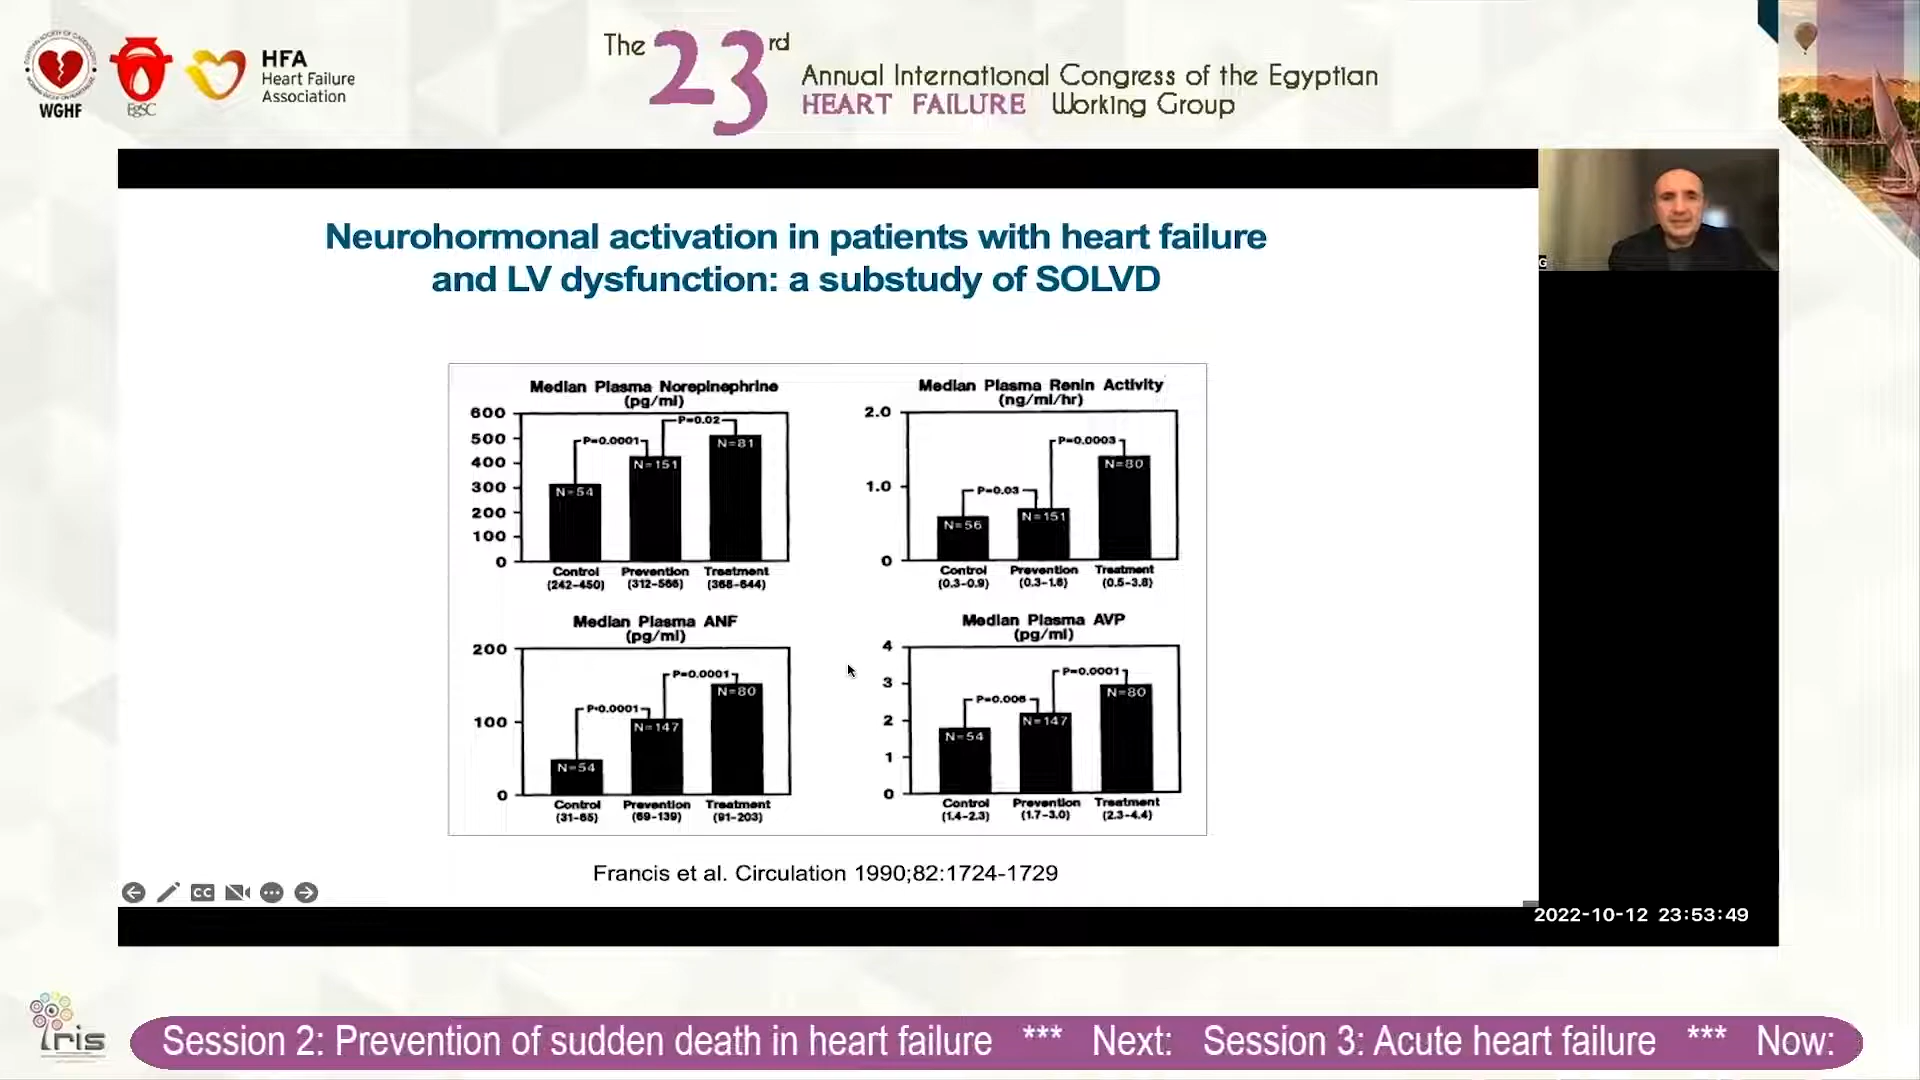 WGHF
EgSC
HFA
Heart Failure
Association
The 23rd
Annual International Congress of the Egyptian
HEART FAILURE Working Group
Neurohormonal activation in patients with heart failure
and LV dysfunction: a substudy of SOLVD
Median Plasma Norepinephrine
(pg/ml)
600
500
400
300
200
100
0
P=0.0001
P=0.02
N=54
N=151
N=81
Control
Prevention
Treatment
(242-450)
(312-566)
(368-644)
Median Plasma Renin Activity
(ng/ml/hr)
2.0
1.0
0
P=0.03
P=0.0003
N=56
N=151
N=80
Control
Prevention
Treatment
(0.3-0.9)
(0.3-1.6)
(0.5-3.8)
Median Plasma ANF
(pg/ml)
200
100
0
P<0.0001
P=0.0001
N=54
N=147
N=80
Control
Prevention
Treatment
(31-65)
(69-139)
(91-203)
Median Plasma AVP
(pg/ml)
4
3
2
1
0
P=0.006
P=0.0001
N=54
N=147
N=80
Control
Prevention
Treatment
(1.4-2.3)
(1.7-3.0)
(2.3-4.4)
Francis et al. Circulation 1990;82:1724-1729
CC
G
2022-10-12 23:53:49
iris
Session 2: Prevention of sudden death in heart failure *** Next: Session 3: Acute heart failure *** Now: